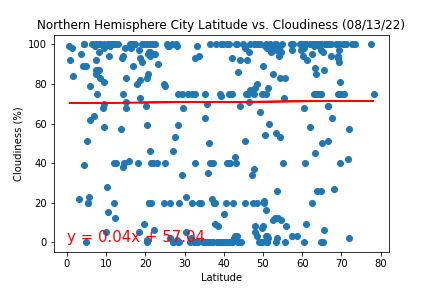 Northern Hemisphere City Latitude vs. Cloudiness (08/13/22)
Cloudiness (%)
100
80
60
40
20
0
y = 0.04x + 57.04
0 10 20 30 40 50 60 70 80
Latitude